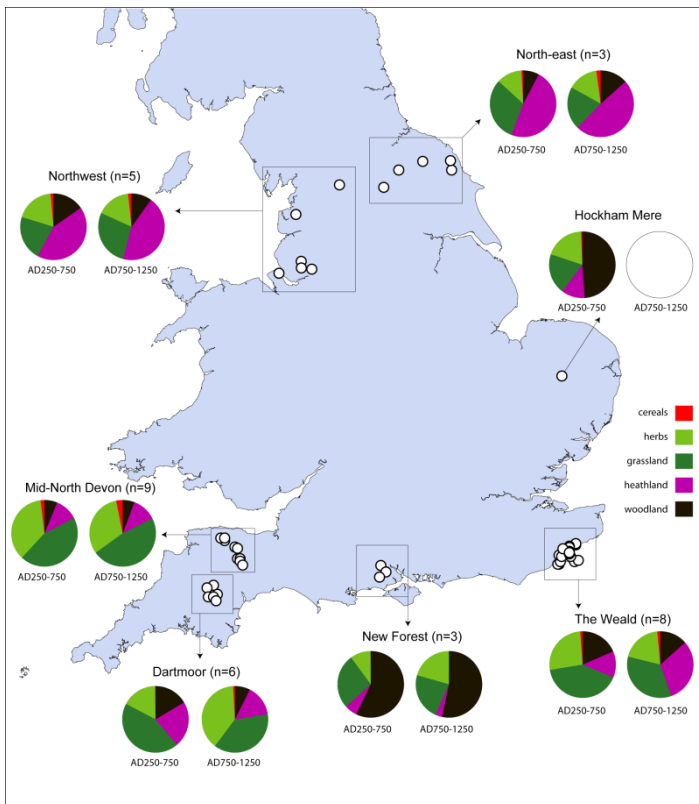 North-east (n=3)
AD250-750 AD750-1250
Northwest (n=5)
AD250-750 AD750-1250
Hockham Mere
AD250-750 AD750-1250
cereals
herbs
grassland
heathland
woodland
Mid-North Devon (n=9)
AD250-750 AD750-1250
The Weald (n=8)
AD250-750 AD750-1250
New Forest (n=3)
AD250-750 AD750-1250
Dartmoor (n=6)
AD250-750 AD750-1250